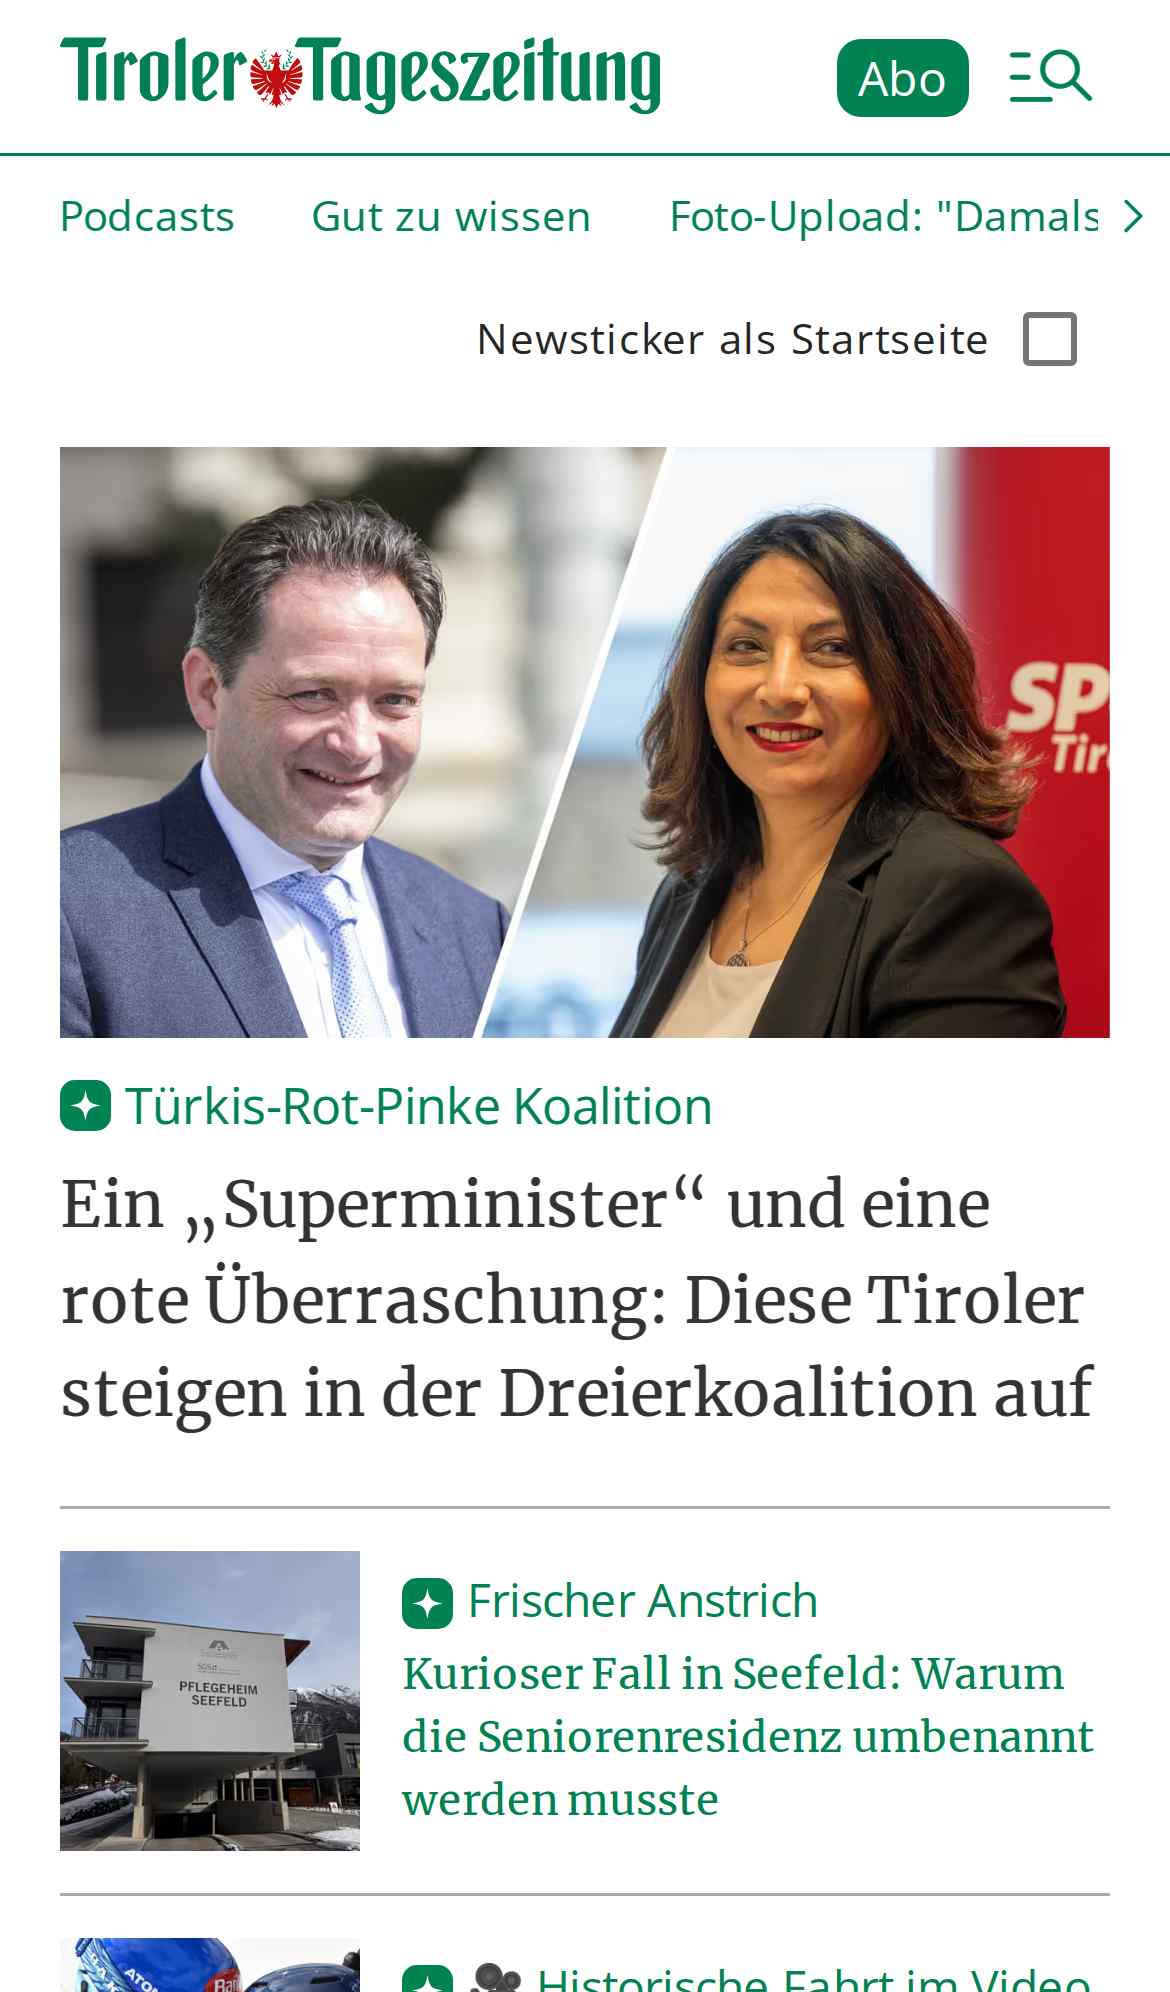 Tiroler Tageszeitung
Abo
Podcasts Gut zu wissen Foto-Upload: "Damals
Newsticker als Startseite
SP
Tir
Türkis-Rot-Pinke Koalition
Ein „Superminister“ und eine
rote Überraschung: Diese Tiroler
steigen in der Dreierkoalition auf
Frischer Anstrich
Kurioser Fall in Seefeld: Warum
die Seniorenresidenz umbenannt
werden musste
PFLEGEHEIM
SEEFELD
Historische Fahrt im Video
ATO